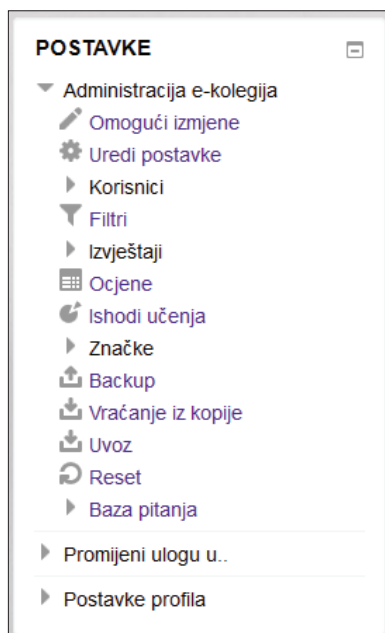 POSTAVKE
Administracija e-kolegija
Omogući izmjene
Uredi postavke
Korisnici
Filtri
Izvještaji
Ocjene
Ishodi učenja
Značke
Backup
Vraćanje iz kopije
Uvoz
Reset
Baza pitanja
Promijeni ulogu u..
Postavke profila